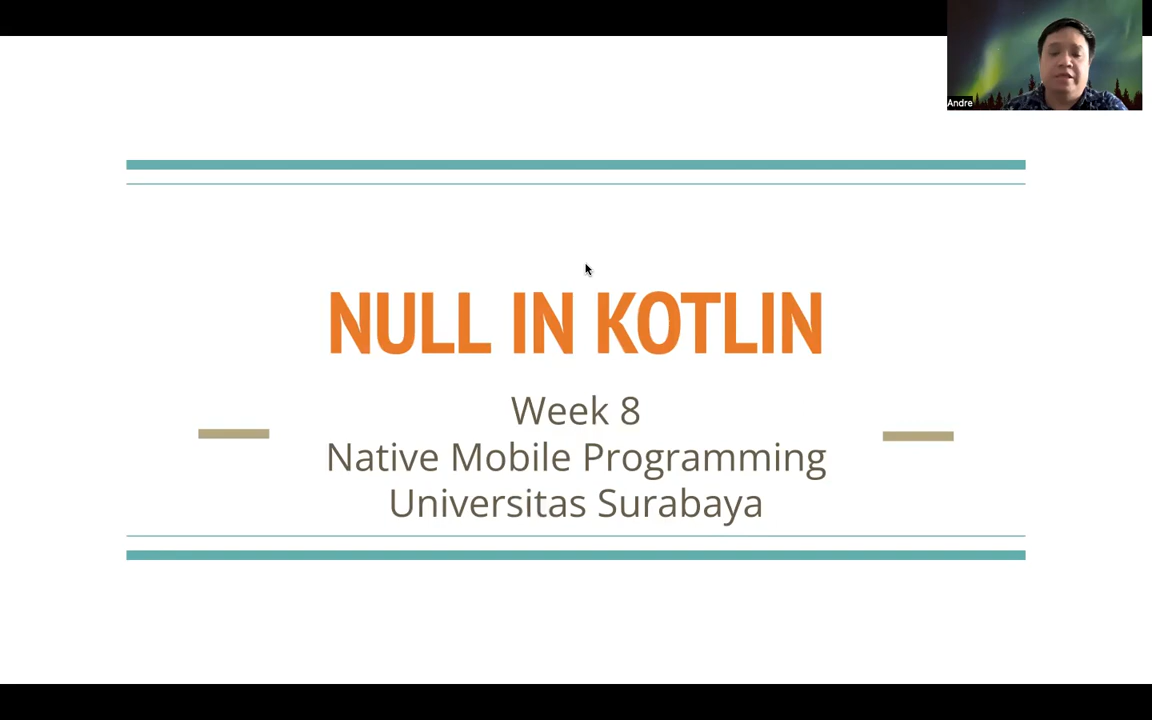 Andre
NULL IN KOTLIN
Week 8
Native Mobile Programming
Universitas Surabaya